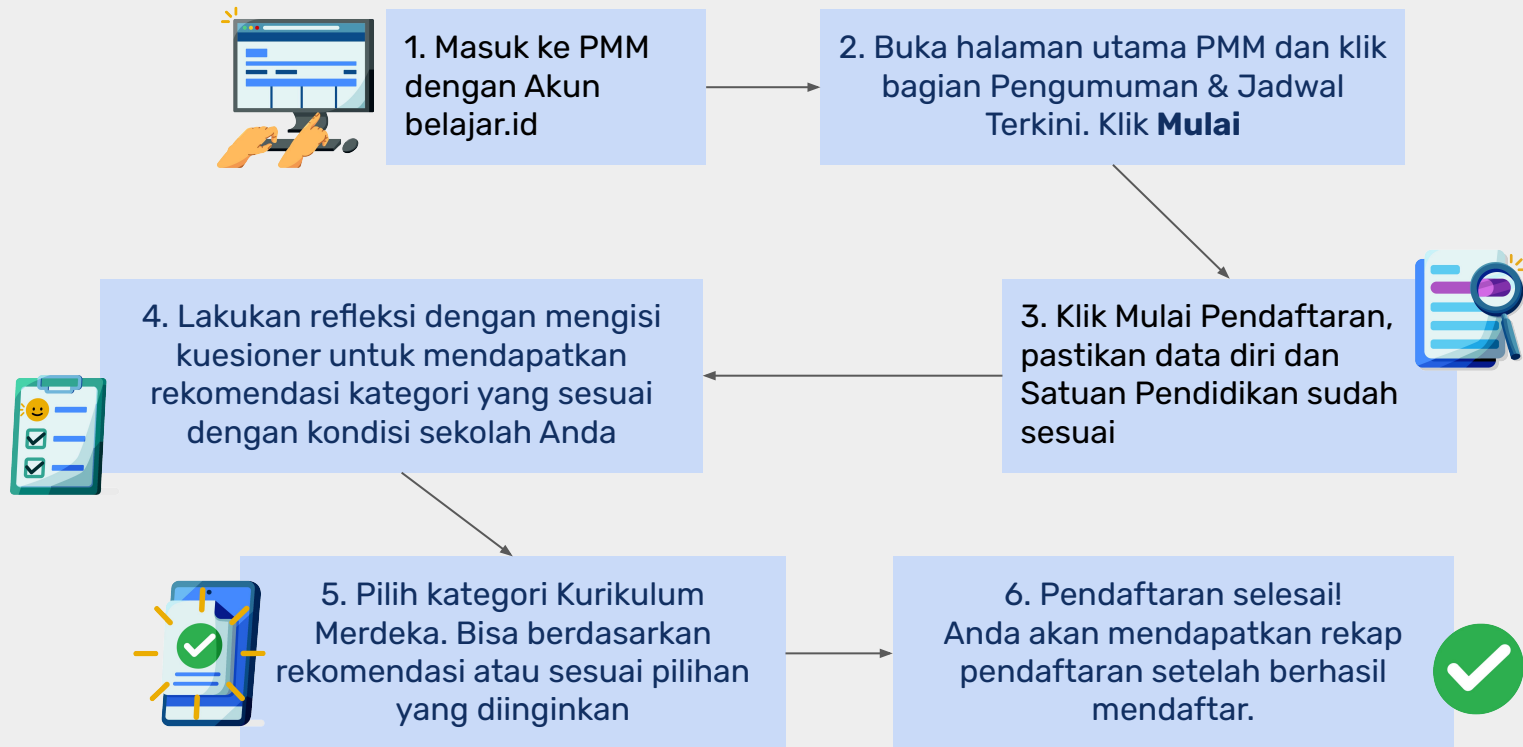 1. Masuk ke PMM
dengan Akun
belajar.id
2. Buka halaman utama PMM dan klik
bagian Pengumuman & Jadwal
Terkini. Klik Mulai
3. Klik Mulai Pendaftaran,
pastikan data diri dan
Satuan Pendidikan sudah
sesuai
4. Lakukan refleksi dengan mengisi
kuesioner untuk mendapatkan
rekomendasi kategori yang sesuai
dengan kondisi sekolah Anda
5. Pilih kategori Kurikulum
Merdeka. Bisa berdasarkan
rekomendasi atau sesuai pilihan
yang diinginkan
6. Pendaftaran selesai!
Anda akan mendapatkan rekap
pendaftaran setelah berhasil
mendaftar.